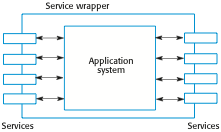 Service wrapper
Application
system
Services
Services